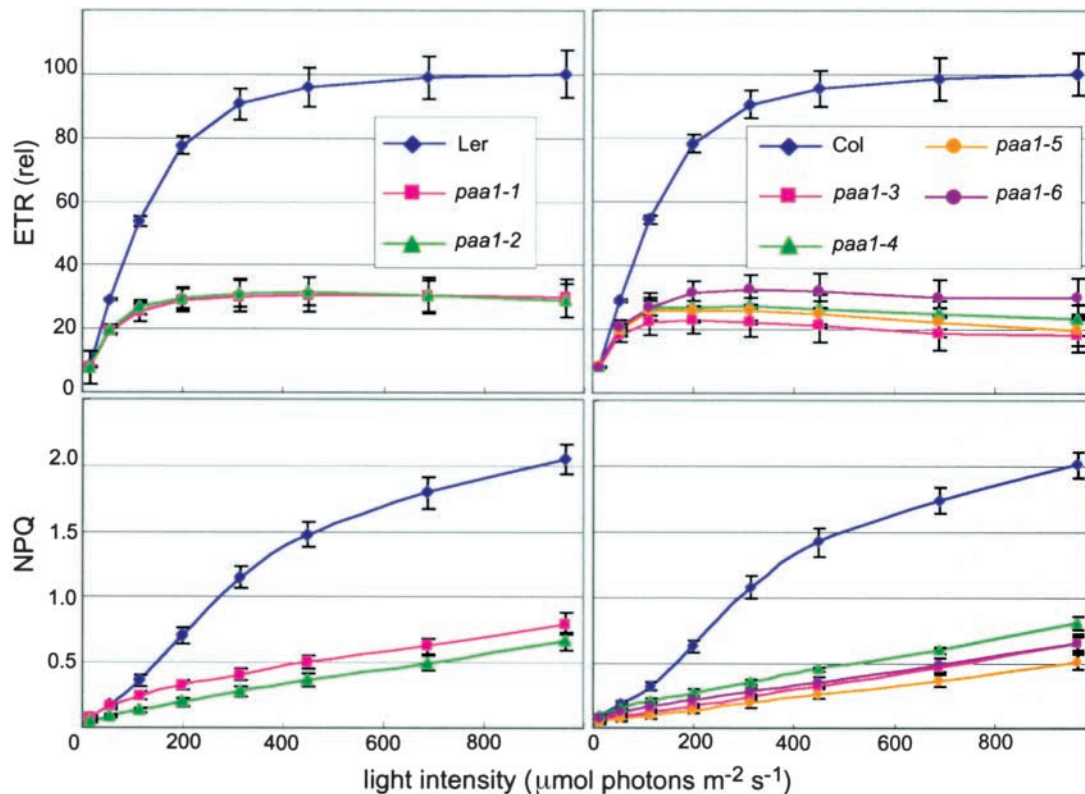 ETR (rel)
100
80
60
40
20
0
Ler
paa1-1
paa1-2
Col
paa1-3
paa1-4
paa1-5
paa1-6
NPQ
2.0
1.5
1.0
0.5
0
200
400
600
800
0
200
400
600
800
light intensity (μmol photons m⁻² s⁻¹)